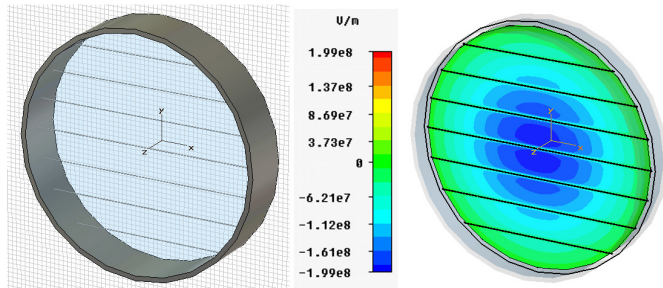 y
z x
V/m
1.99e8
1.37e8
8.69e7
3.73e7
0
-6.21e7
-1.12e8
-1.61e8
-1.99e8
y
z x